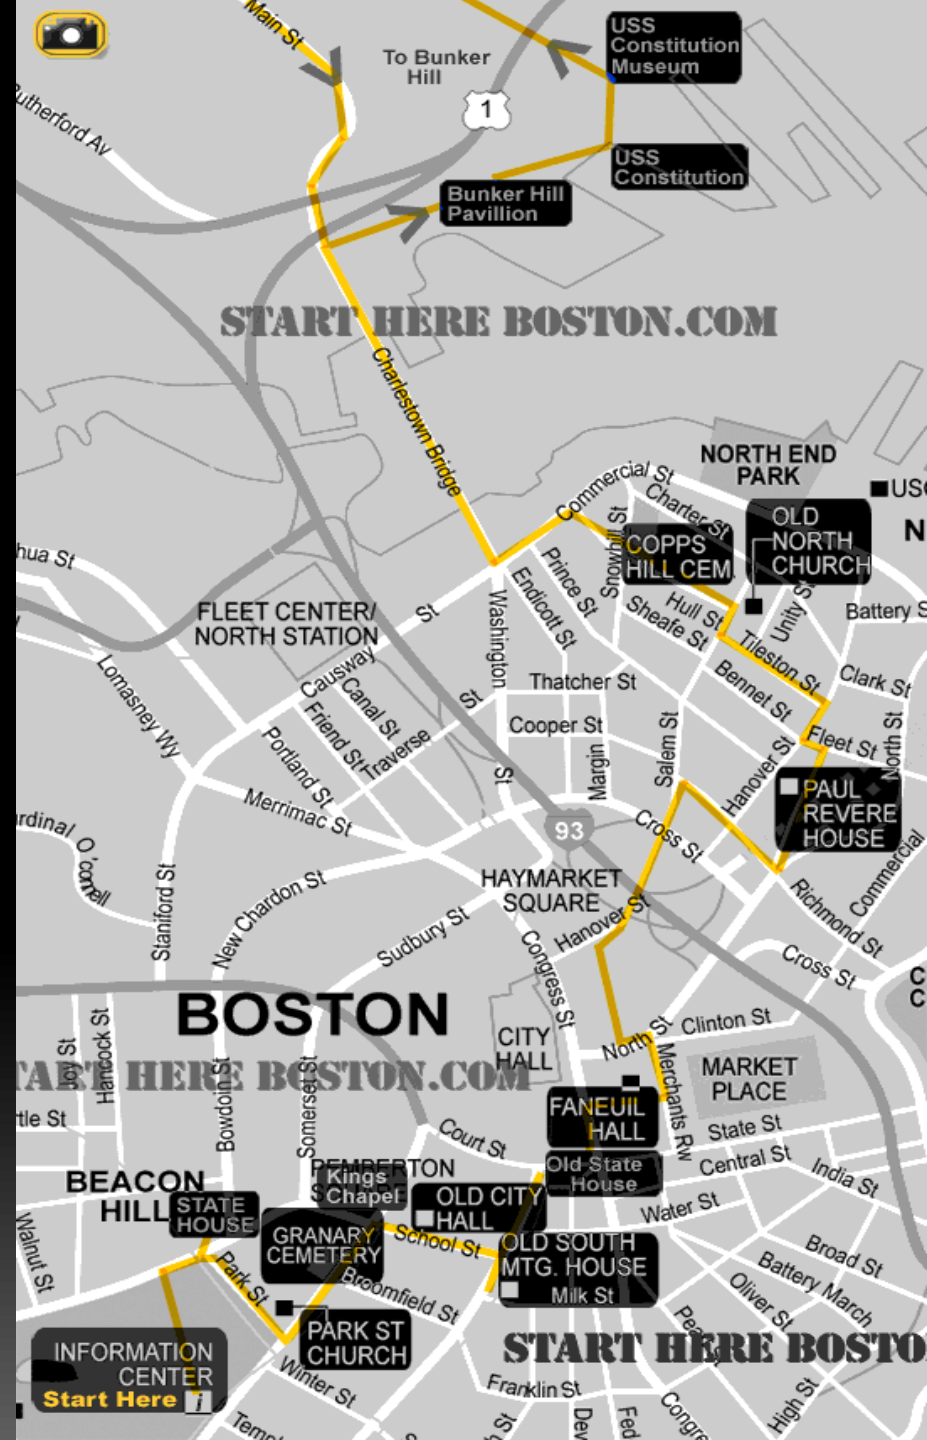 Main St
USS
Constitution
Museum
To Bunker
Hill
Rutherford Av
1
USS
Constitution
Bunker Hill
Pavillion
START HERE BOSTON.COM
Charlestown Bridge
NORTH END
PARK
Commercial St
Charter St
OLD
NORTH
CHURCH
Snowhill St
COPPS
HILL CEM
hua St
Prince St
Endicott St
Hull St
Sheafe St
Unity St
Battery S
FLEET CENTER/
NORTH STATION
Causway
St
Washington
St
Tileston St
Lomasney Wy
Canal St
Friend St
Portland St
Traverse
St
Thatcher St
Bennet St
Clark St
Cooper St
Margin
Salem St
Hanover St
Fleet St
North St
Merrimac St
PAUL
REVERE
HOUSE
93
Cross St
ardinal O'connell
Staniford St
New Chardon St
HAYMARKET
SQUARE
Richmond St
Commercial
Sudbury St
Hanover St
Congress St
Cross St
BOSTON
CITY
HALL
North St
Clinton St
Joy St
Hancock St
TART HERE BOSTON.COM
Merchants Rw
MARKET
PLACE
Bowdoin St
Somerset St
FANEUIL
HALL
tle St
Court St
State St
Old State
House
Central St
India St
PEMBERTON
Kings
Chapel
BEACON
HILL
STATE
HOUSE
OLD CITY
HALL
Water St
GRANARY
CEMETERY
School St
OLD SOUTH
MTG. HOUSE
Milk St
Walnut St
Park St
Broomfield St
Broad St
Battery March
Oliver St
PARK ST
CHURCH
START HERE BOSTO
INFORMATION
CENTER
Start Here i
Winter St
Franklin St
High St
Congre
Temp
Dev
Fed